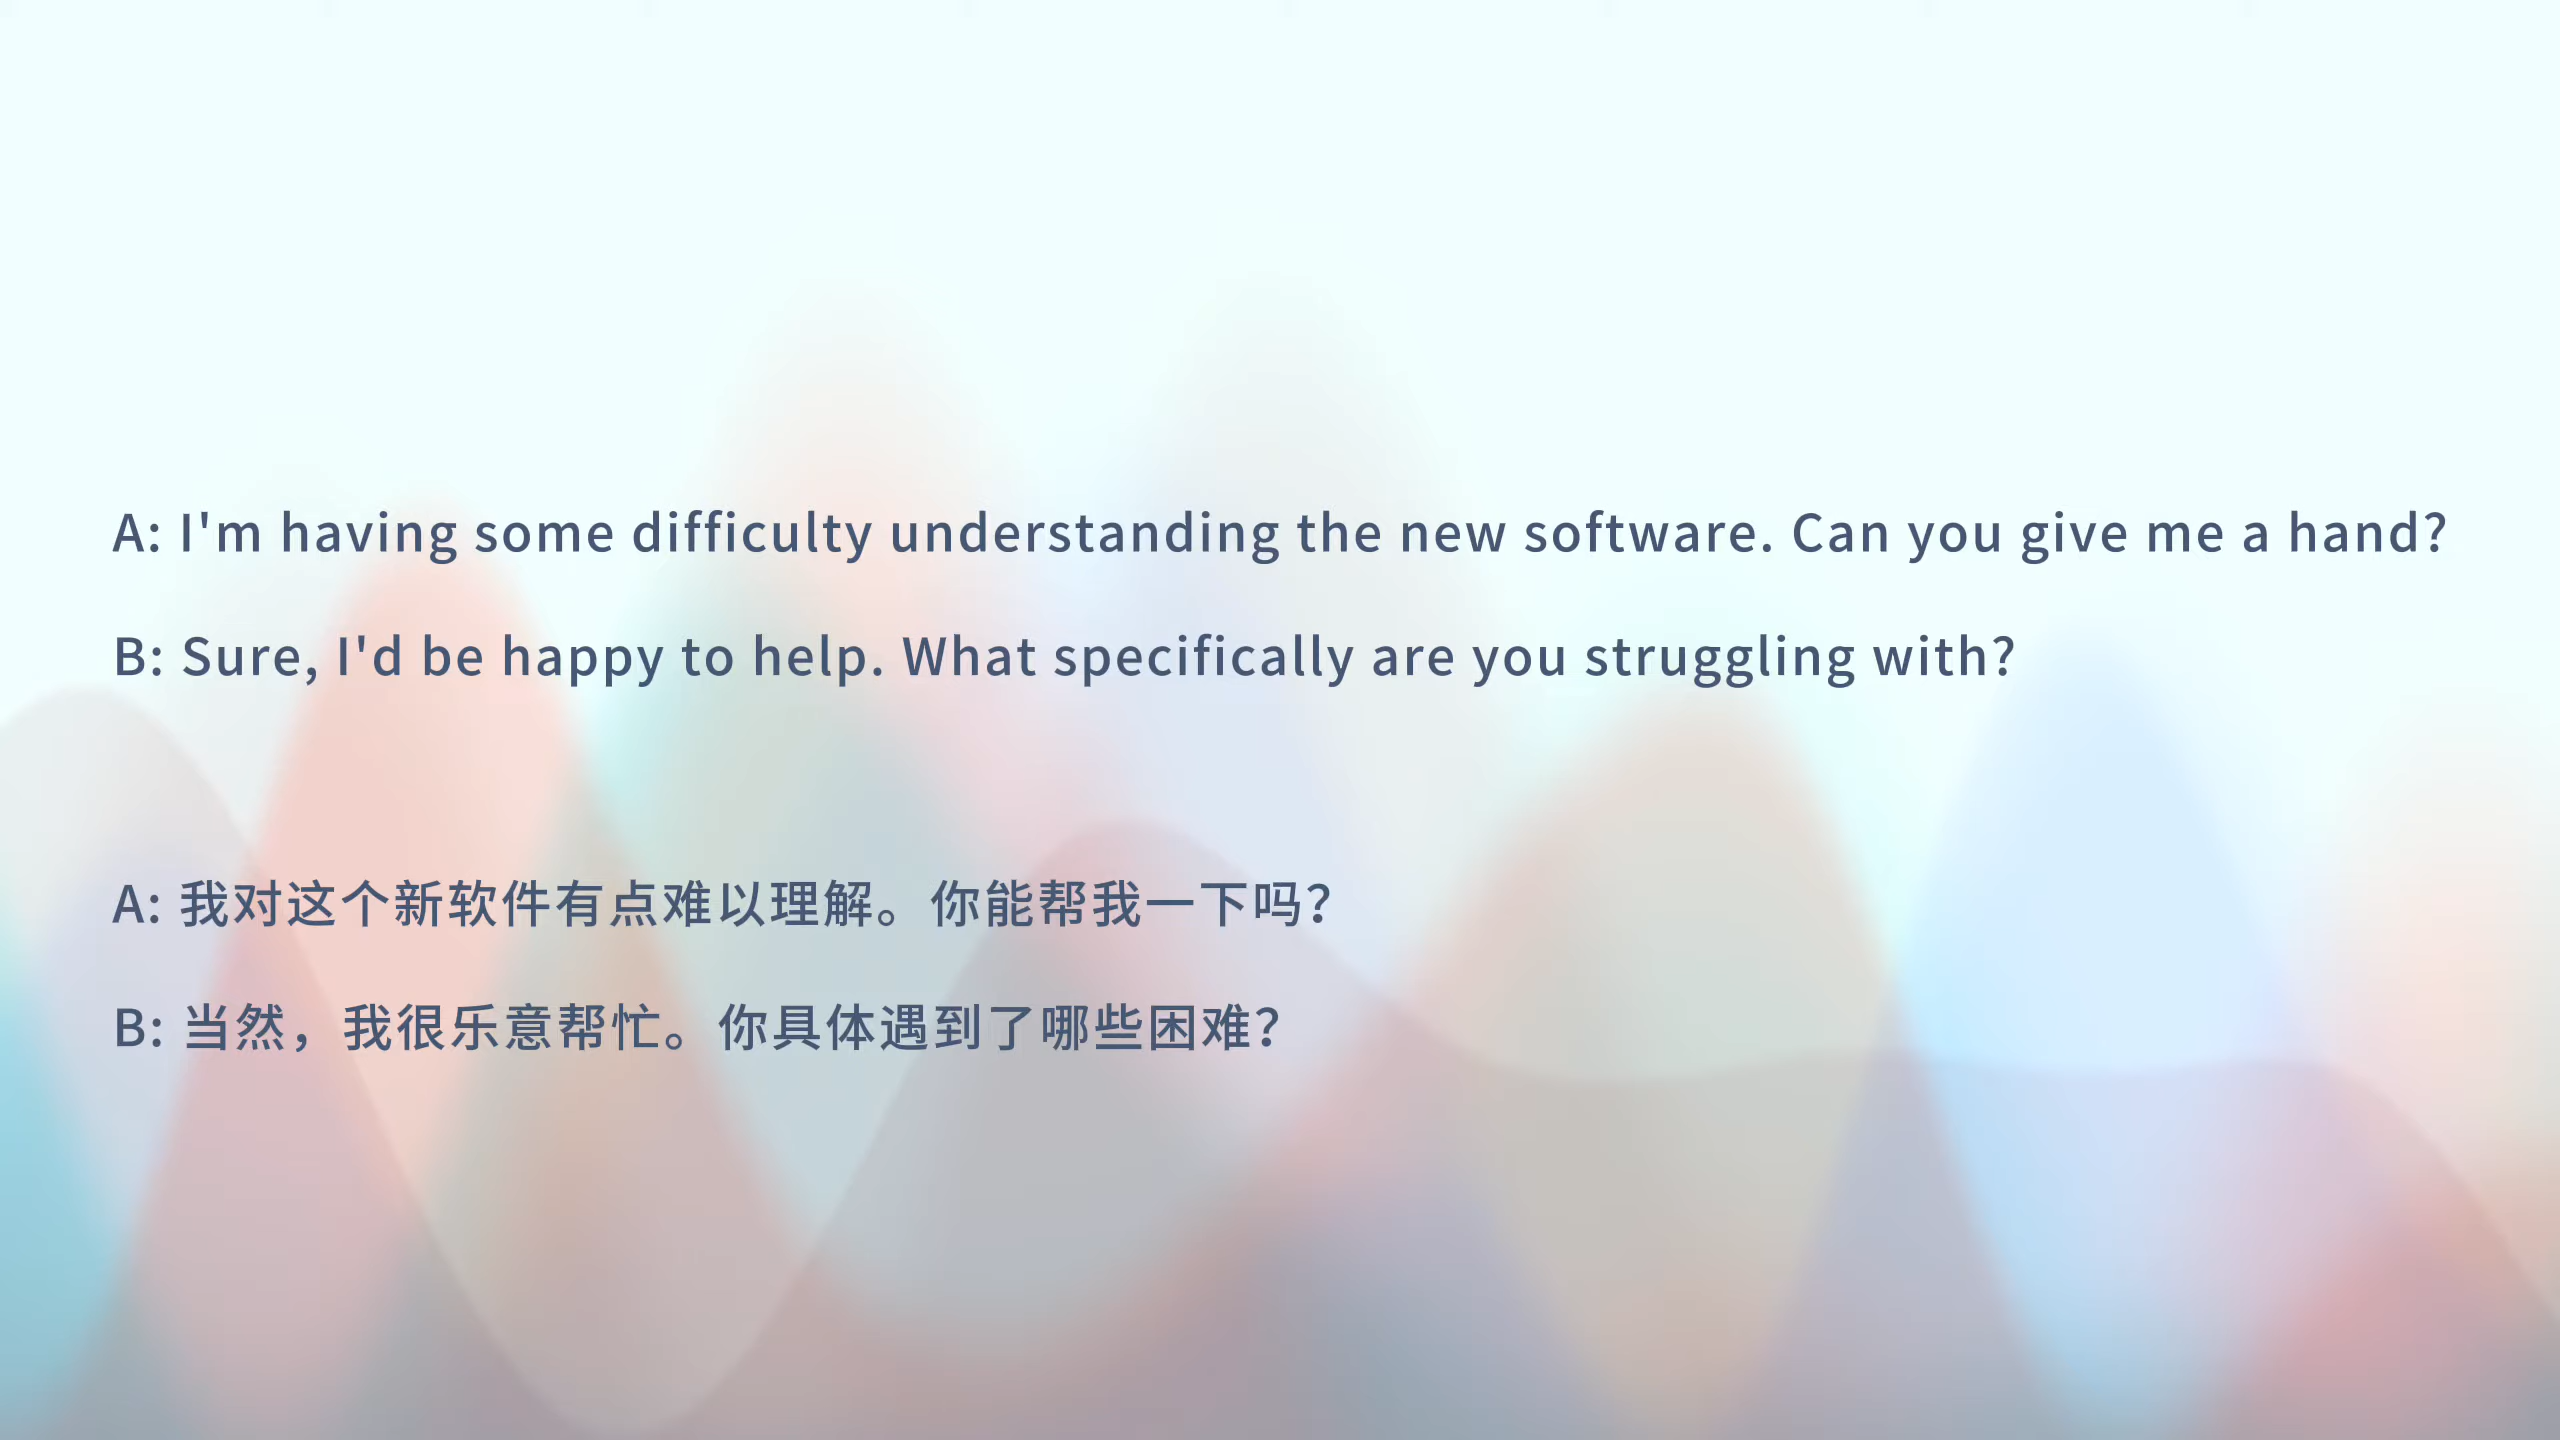 A: I'm having some difficulty understanding the new software. Can you give me a hand?
B: Sure, I'd be happy to help. What specifically are you struggling with?
A: 我对这个新软件有点难以理解。你能帮我一下吗？
B: 当然，我很乐意帮忙。你具体遇到了哪些困难？